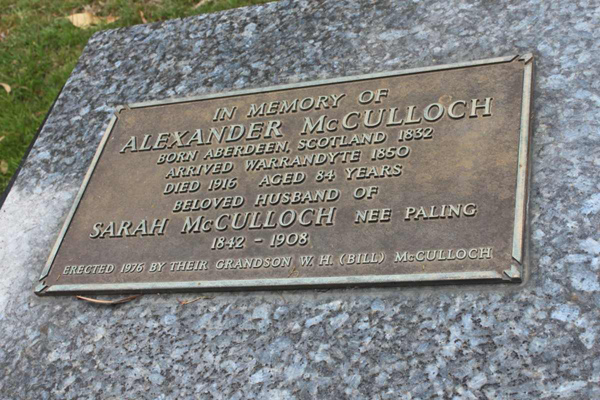 IN MEMORY OF
ALEXANDER McCULLOCH
BORN ABERDEEN, SCOTLAND 1832
ARRIVED WARRANDYTE 1850
DIED 1916 AGED 84 YEARS
BELOVED HUSBAND OF
SARAH McCULLOCH NEE PALING
1842 - 1908
ERECTED 1976 BY THEIR GRANDSON W. H. (BILL) McCULLOCH